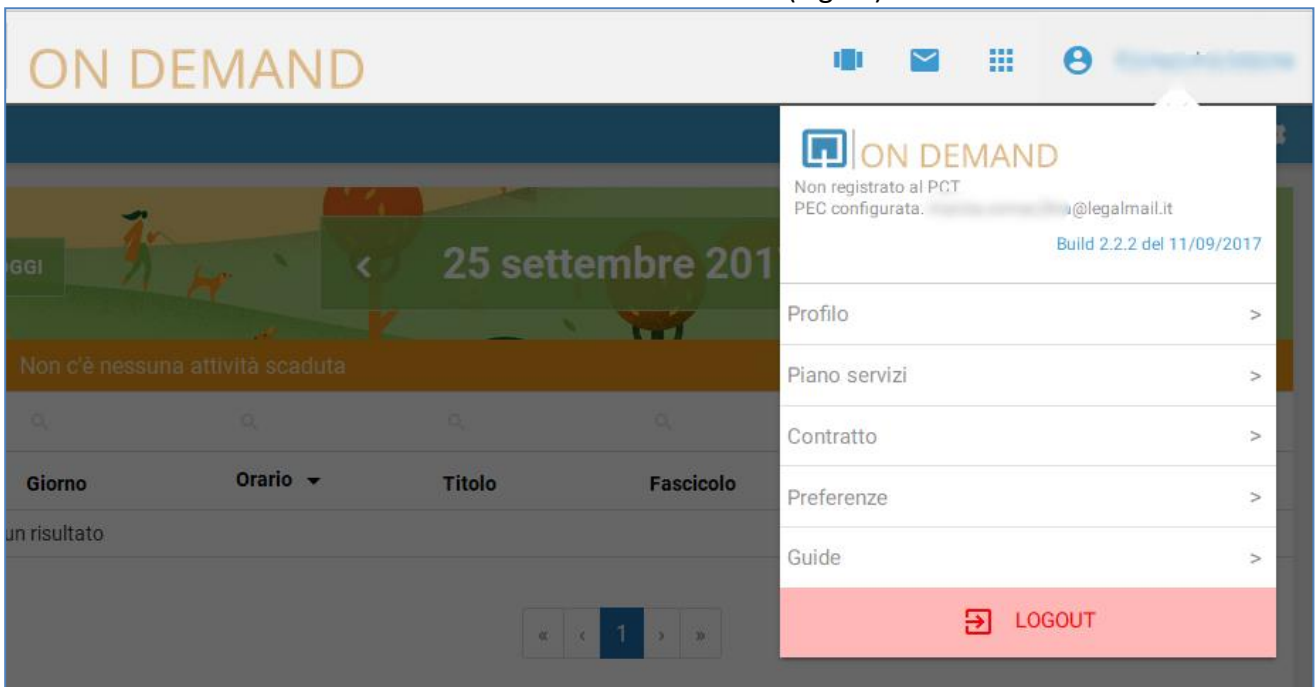 ON DEMAND
ON DEMAND
Non registrato al PCT
PEC configurata. @legalmail.it
Build 2.2.2 del 11/09/2017
OGGI
< 25 settembre 201
Non c'è nessuna attività scaduta
Giorno Orario Titolo Fascicolo
un risultato
« ‹ 1 › »
Profilo >
Piano servizi >
Contratto >
Preferenze >
Guide >
LOGOUT